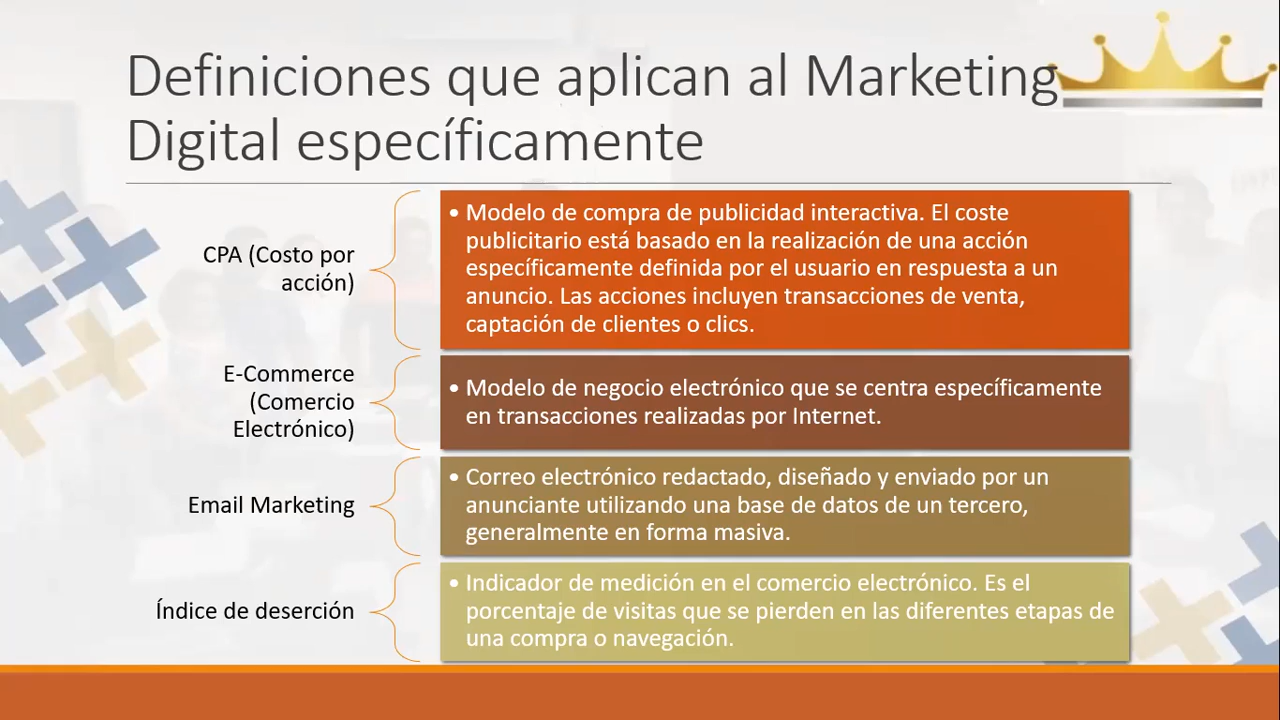 Definiciones que aplican al Marketing
Digital específicamente
CPA (Costo por
acción)
• Modelo de compra de publicidad interactiva. El coste
publicitario está basado en la realización de una acción
específicamente definida por el usuario en respuesta a un
anuncio. Las acciones incluyen transacciones de venta,
captación de clientes o clics.
E-Commerce
(Comercio
Electrónico)
• Modelo de negocio electrónico que se centra específicamente
en transacciones realizadas por Internet.
Email Marketing
• Correo electrónico redactado, diseñado y enviado por un
anunciante utilizando una base de datos de un tercero,
generalmente en forma masiva.
Índice de deserción
• Indicador de medición en el comercio electrónico. Es el
porcentaje de visitas que se pierden en las diferentes etapas de
una compra o navegación.